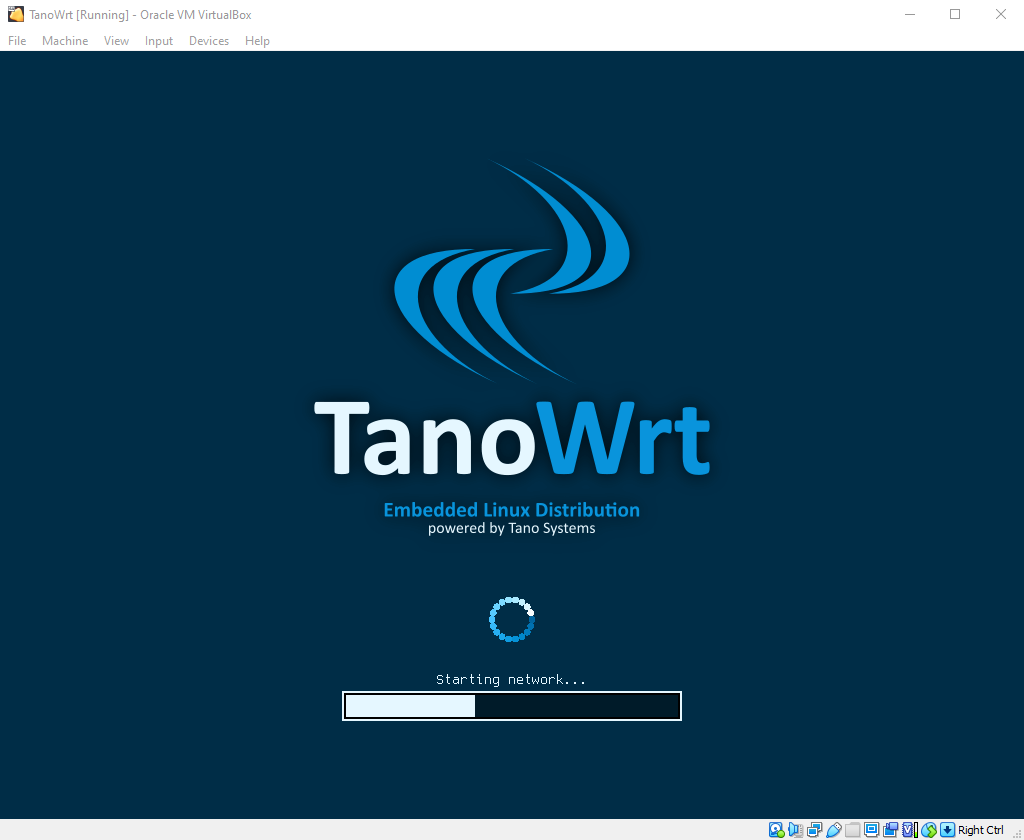 TanoWrt [Running] - Oracle VM VirtualBox
File Machine View Input Devices Help
TanoWrt
Embedded Linux Distribution
powered by Tano Systems
Starting network...
Right Ctrl